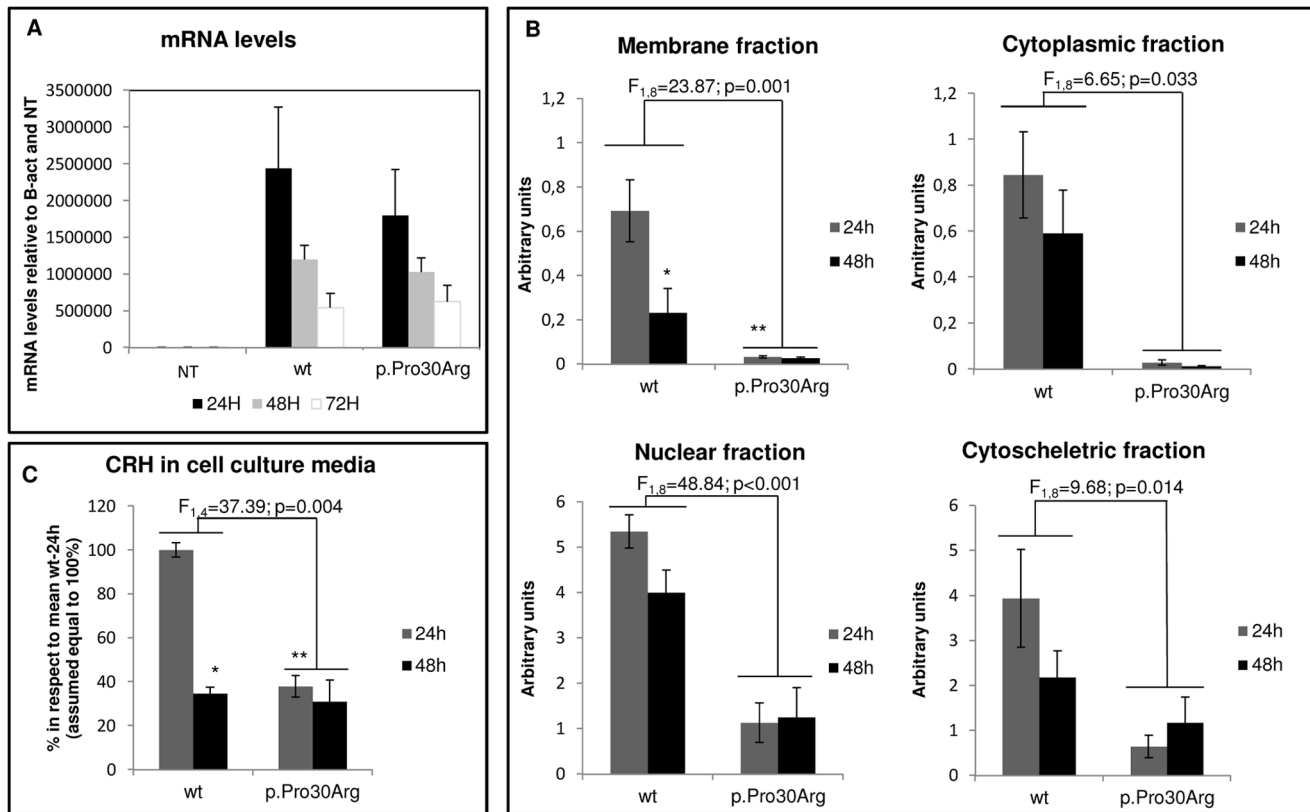 A
mRNA levels
mRNA levels relative to B-act and NT
3500000
3000000
2500000
2000000
1500000
1000000
500000
0
NT
wt
p.Pro30Arg
24H
48H
72H
B
Membrane fraction
F1,8=23.87; p=0.001
Arbitrary units
1,2
1
0,8
0,6
0,4
0,2
0
*
**
wt
p.Pro30Arg
24h
48h
Cytoplasmic fraction
F1,8=6.65; p=0.033
Arnitrary units
1,2
1
0,8
0,6
0,4
0,2
0
wt
p.Pro30Arg
24h
48h
Nuclear fraction
F1,8=48.84; p<0.001
Arbitrary units
6
5
4
3
2
1
0
wt
p.Pro30Arg
24h
48h
Cytoscheletric fraction
F1,8=9.68; p=0.014
Arbitrary units
6
5
4
3
2
1
0
wt
p.Pro30Arg
24h
48h
C
CRH in cell culture media
F1,4=37.39; p=0.004
% in respect to mean wt-24h
(assumed equal to 100%)
120
100
80
60
40
20
0
*
**
wt
p.Pro30Arg
24h
48h